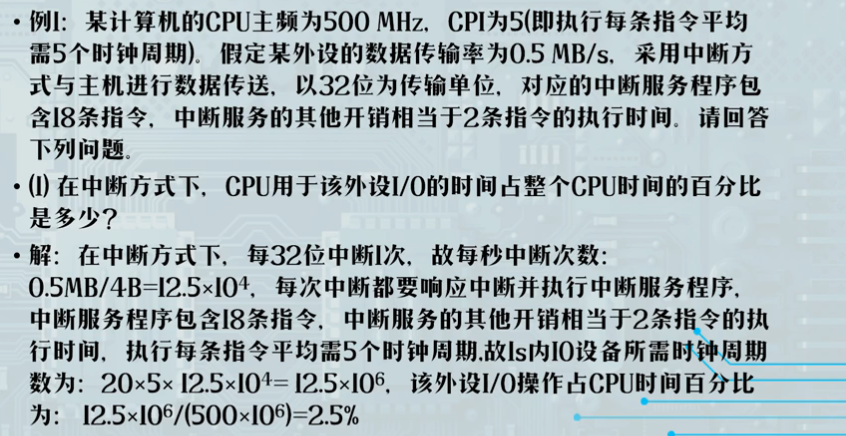 • 例1：某计算机的CPU主频为500 MHz，CPI为5(即执行每条指令平均
需5个时钟周期)。假定某外设的数据传输率为0.5 MB/s，采用中断方
式与主机进行数据传送，以32位为传输单位，对应的中断服务程序包
含18条指令，中断服务的其他开销相当于2条指令的执行时间。请回答
下列问题。
• (1) 在中断方式下，CPU用于该外设I/O的时间占整个CPU时间的百分比
是多少？
• 解：在中断方式下，每32位中断1次，故每秒中断次数：
0.5MB/4B=12.5×10⁴，每次中断都要响应中断并执行中断服务程序，
中断服务程序包含18条指令，中断服务的其他开销相当于2条指令的执
行时间，执行每条指令平均需5个时钟周期.故1s内IO设备所需时钟周期
数为：20×5× 12.5×10⁴= 12.5×10⁶，该外设I/O操作占CPU时间百分比
为： 12.5×10⁶/(500×10⁶)=2.5%